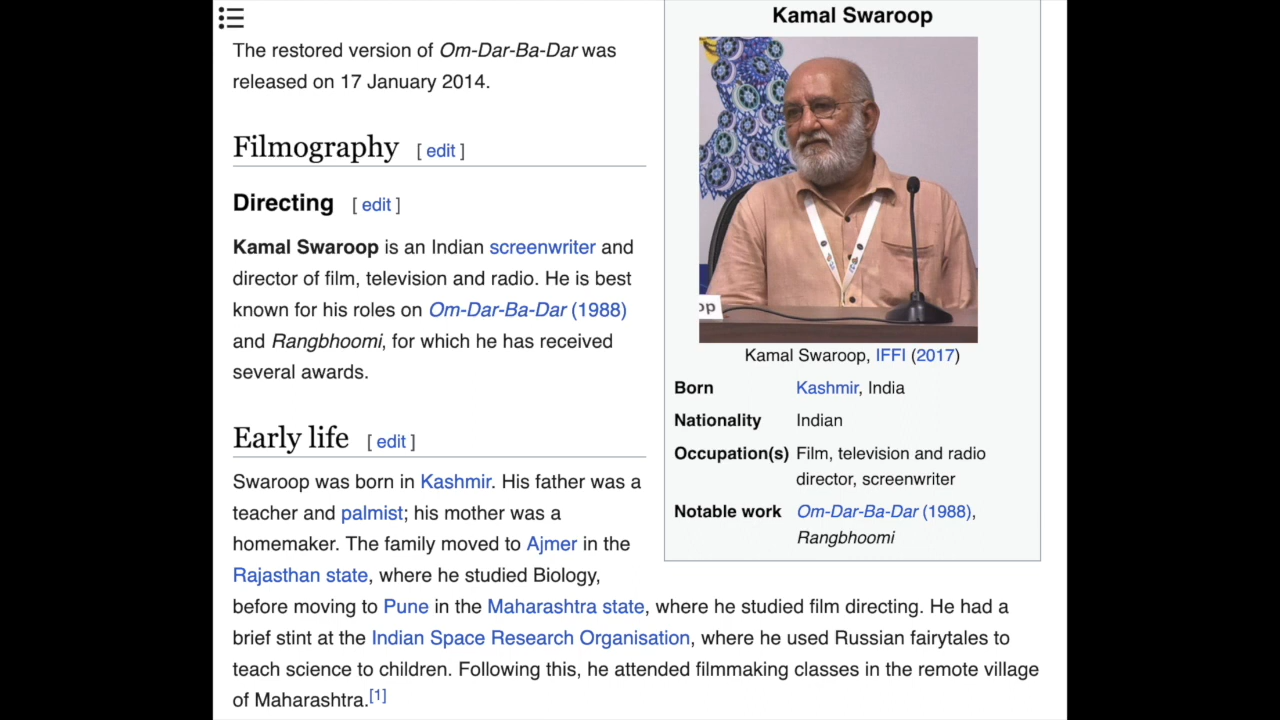 The restored version of Om-Dar-Ba-Dar was
released on 17 January 2014.
Filmography [ edit ]
Directing [ edit ]
Kamal Swaroop is an Indian screenwriter and
director of film, television and radio. He is best
known for his roles on Om-Dar-Ba-Dar (1988)
and Rangbhoomi, for which he has received
several awards.
Early life [ edit ]
Swaroop was born in Kashmir. His father was a
teacher and palmist; his mother was a
homemaker. The family moved to Ajmer in the
Rajasthan state, where he studied Biology,
before moving to Pune in the Maharashtra state, where he studied film directing. He had a
brief stint at the Indian Space Research Organisation, where he used Russian fairytales to
teach science to children. Following this, he attended filmmaking classes in the remote village
of Maharashtra.[1]
Kamal Swaroop
op
Kamal Swaroop, IFFI (2017)
Born Kashmir, India
Nationality Indian
Occupation(s) Film, television and radio
director, screenwriter
Notable work Om-Dar-Ba-Dar (1988),
Rangbhoomi